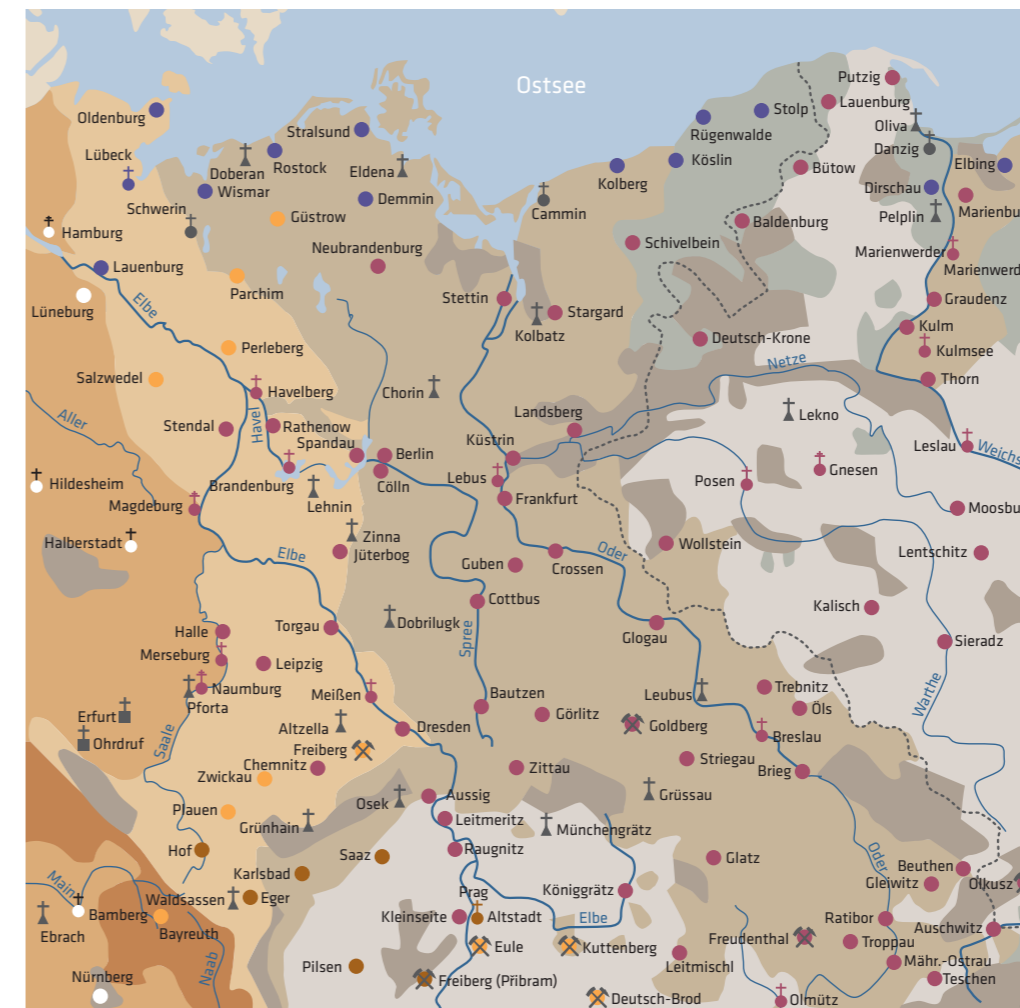 Ostsee
Putzig
Lauenburg
Stolp
Oldenburg
Rügenwalde
Oliva
Stralsund
Danzig
Lübeck
Doberan
Rostock
Eldena
Köslin
Elbing
Wismar
Kolberg
Bütow
Dirschau
Demmin
Schwerin
Cammin
Pelplin
Güstrow
Baldenburg
Hamburg
Neubrandenburg
Schivelbein
Marienwerder
Lauenburg
Parchim
Lüneburg
Elbe
Stettin
Stargard
Graudenz
Kolbatz
Kulm
Perleberg
Deutsch-Krone
Kulmsee
Netze
Salzwedel
Havelberg
Chorin
Thorn
Aller
Landsberg
Lekno
Stendal
Havel
Rathenow
Spandau
Berlin
Küstrin
Leslau
Hildesheim
Brandenburg
Cölln
Lebus
Posen
Gnesen
Magdeburg
Lehnin
Frankfurt
Halberstadt
Zinna
Jüterbog
Elbe
Oder
Wollstein
Lentschitz
Guben
Crossen
Cottbus
Kalisch
Halle
Torgau
Dobrilugk
Spree
Glogau
Sieradz
Merseburg
Leipzig
Naumburg
Pforta
Meißen
Bautzen
Leubus
Trebnitz
Warthe
Erfurt
Altzella
Görlitz
Öls
Ohrdruf
Saale
Dresden
Goldberg
Breslau
Freiberg
Chemnitz
Zittau
Striegau
Zwickau
Brieg
Osek
Aussig
Grüssau
Plauen
Grünhain
Leitmeritz
Münchengrätz
Hof
Raugnitz
Oder
Saaz
Glatz
Karlsbad
Beuthen
Main
Prag
Königgrätz
Gleiwitz
Olkusz
Waldsassen
Eger
Bamberg
Kleinseite
Altstadt
Elbe
Ratibor
Auschwitz
Ebrach
Bayreuth
Freudenthal
Naab
Eule
Kuttenberg
Troppau
Pilsen
Leitmischl
Mähr.-Ostrau
Nürnberg
Freiberg (Přibram)
Teschen
Deutsch-Brod
Olmütz